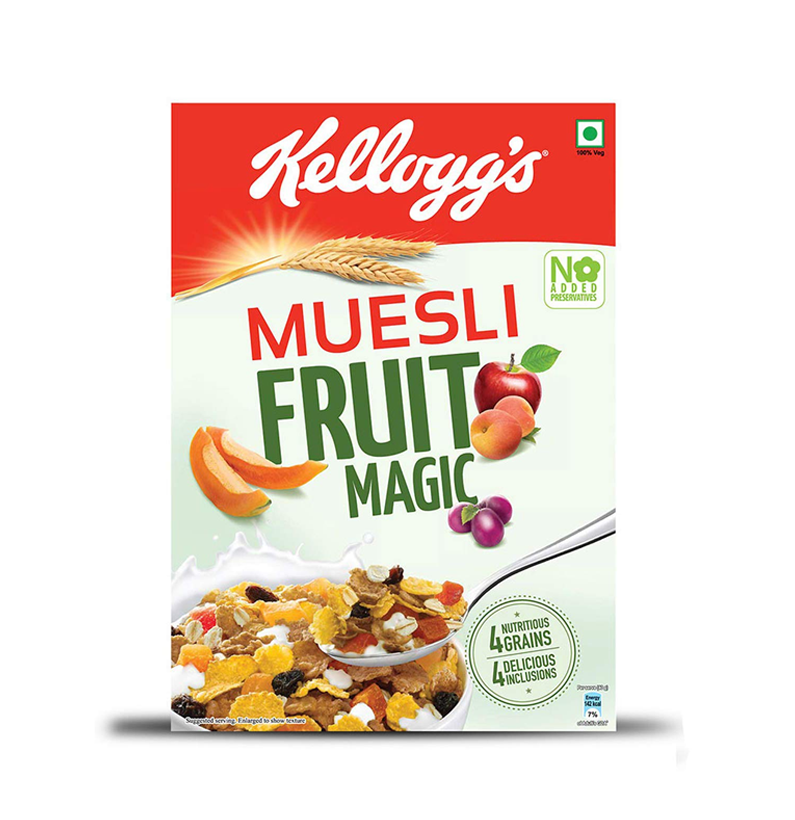 Kellogg's®
100% Veg
NO
ADDED
PRESERVATIVES
MUESLI
FRUIT
MAGIC
4 NUTRITIOUS
GRAINS
4 DELICIOUS
INCLUSIONS
Energy
142 kcal
7%
Suggested serving. Enlarged to show texture